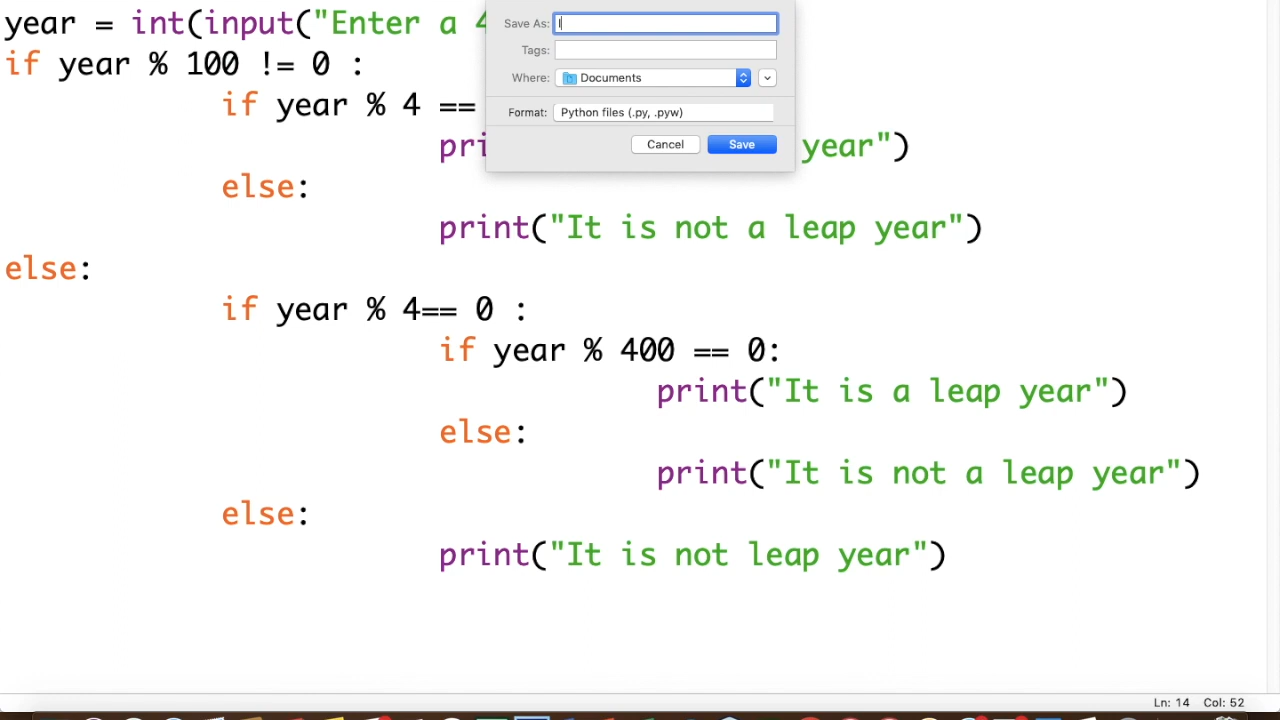 year = int(input("Enter a 4
if year % 100 != 0 :
if year % 4 ==
pri year")
else:
print("It is not a leap year")
else:
if year % 4== 0 :
if year % 400 == 0:
print("It is a leap year")
else:
print("It is not a leap year")
else:
print("It is not leap year")
Save As: l
Tags:
Where: Documents
Format: Python files (.py, .pyw)
Cancel Save
Ln: 14 Col: 52